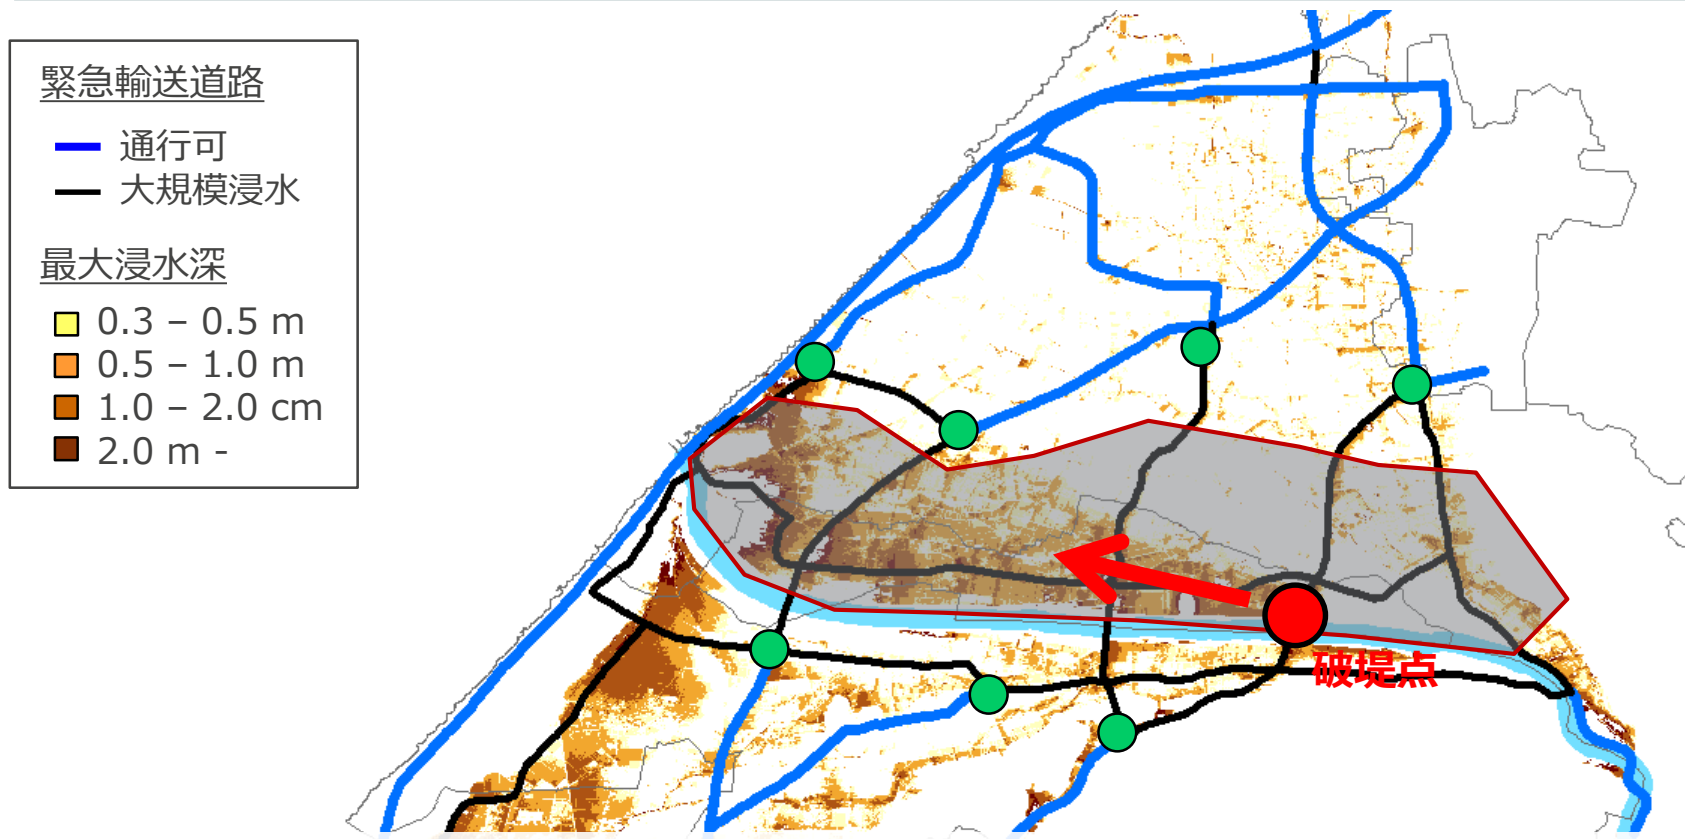 緊急輸送道路
通行可
大規模浸水
最大浸水深
0.3 – 0.5 m
0.5 – 1.0 m
1.0 – 2.0 cm
2.0 m -
破堤点